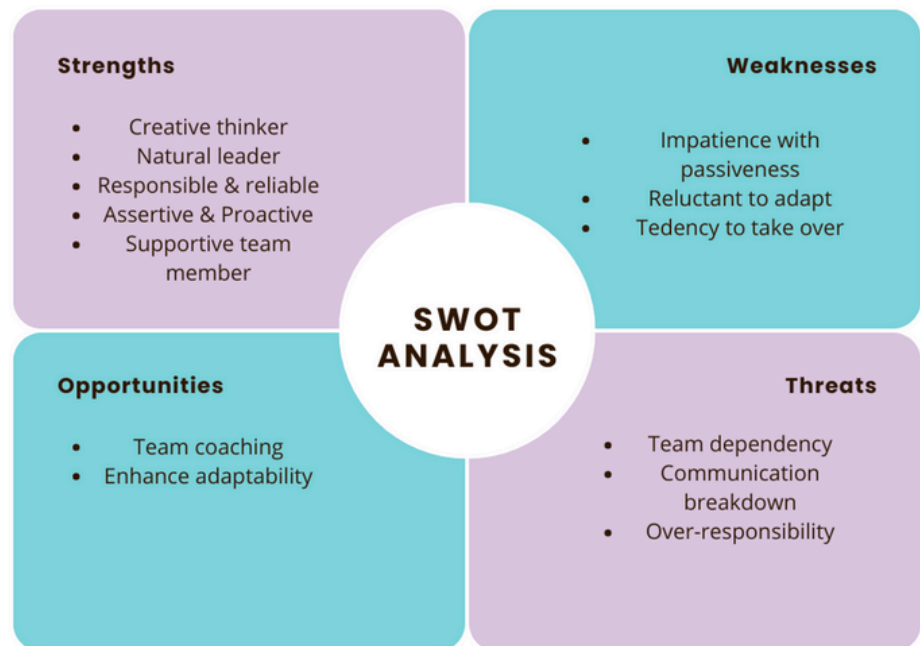 Strengths
• Creative thinker
• Natural leader
• Responsible & reliable
• Assertive & Proactive
• Supportive team
member
Weaknesses
• Impatience with
passiveness
• Reluctant to adapt
• Tedency to take over
SWOT
ANALYSIS
Opportunities
• Team coaching
• Enhance adaptability
Threats
• Team dependency
• Communication
breakdown
• Over-responsibility